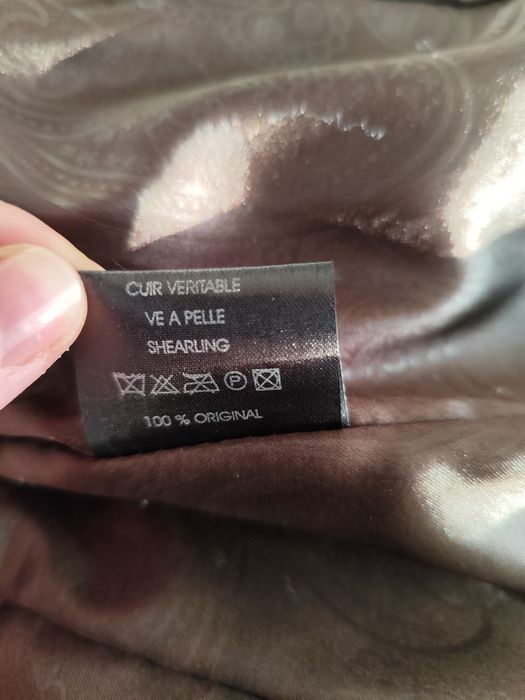 CUIR VERITABLE
VE A PELLE
SHEARLING
P
100 % ORIGINAL